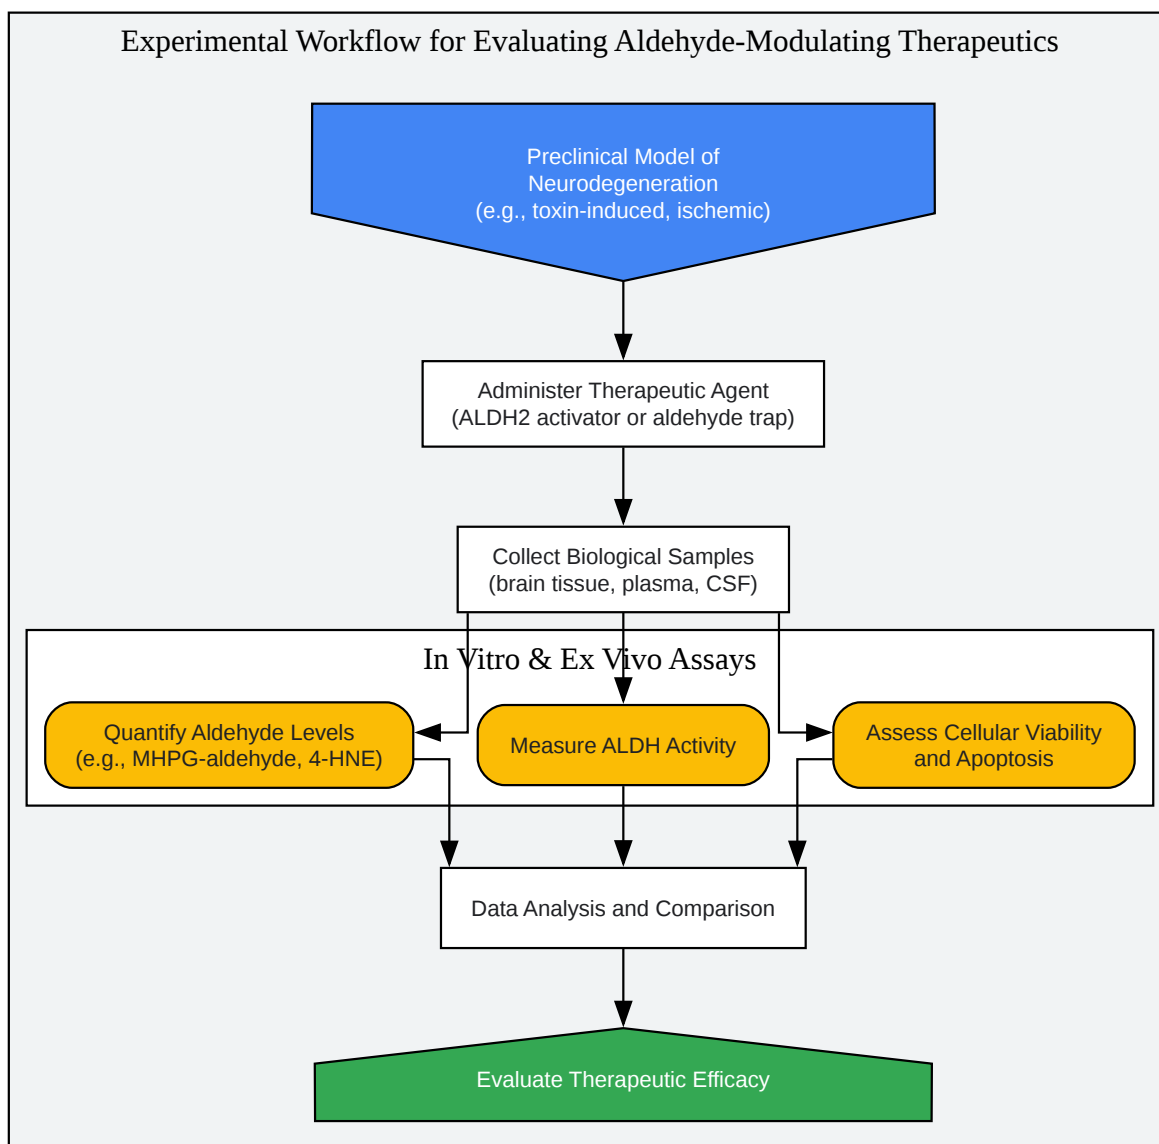 Experimental Workflow for Evaluating Aldehyde-Modulating Therapeutics
Preclinical Model of
Neurodegeneration
(e.g., toxin-induced, ischemic)
Administer Therapeutic Agent
(ALDH2 activator or aldehyde trap)
Collect Biological Samples
(brain tissue, plasma, CSF)
In Vitro & Ex Vivo Assays
Quantify Aldehyde Levels
(e.g., MHPG-aldehyde, 4-HNE)
Measure ALDH Activity
Assess Cellular Viability
and Apoptosis
Data Analysis and Comparison
Evaluate Therapeutic Efficacy